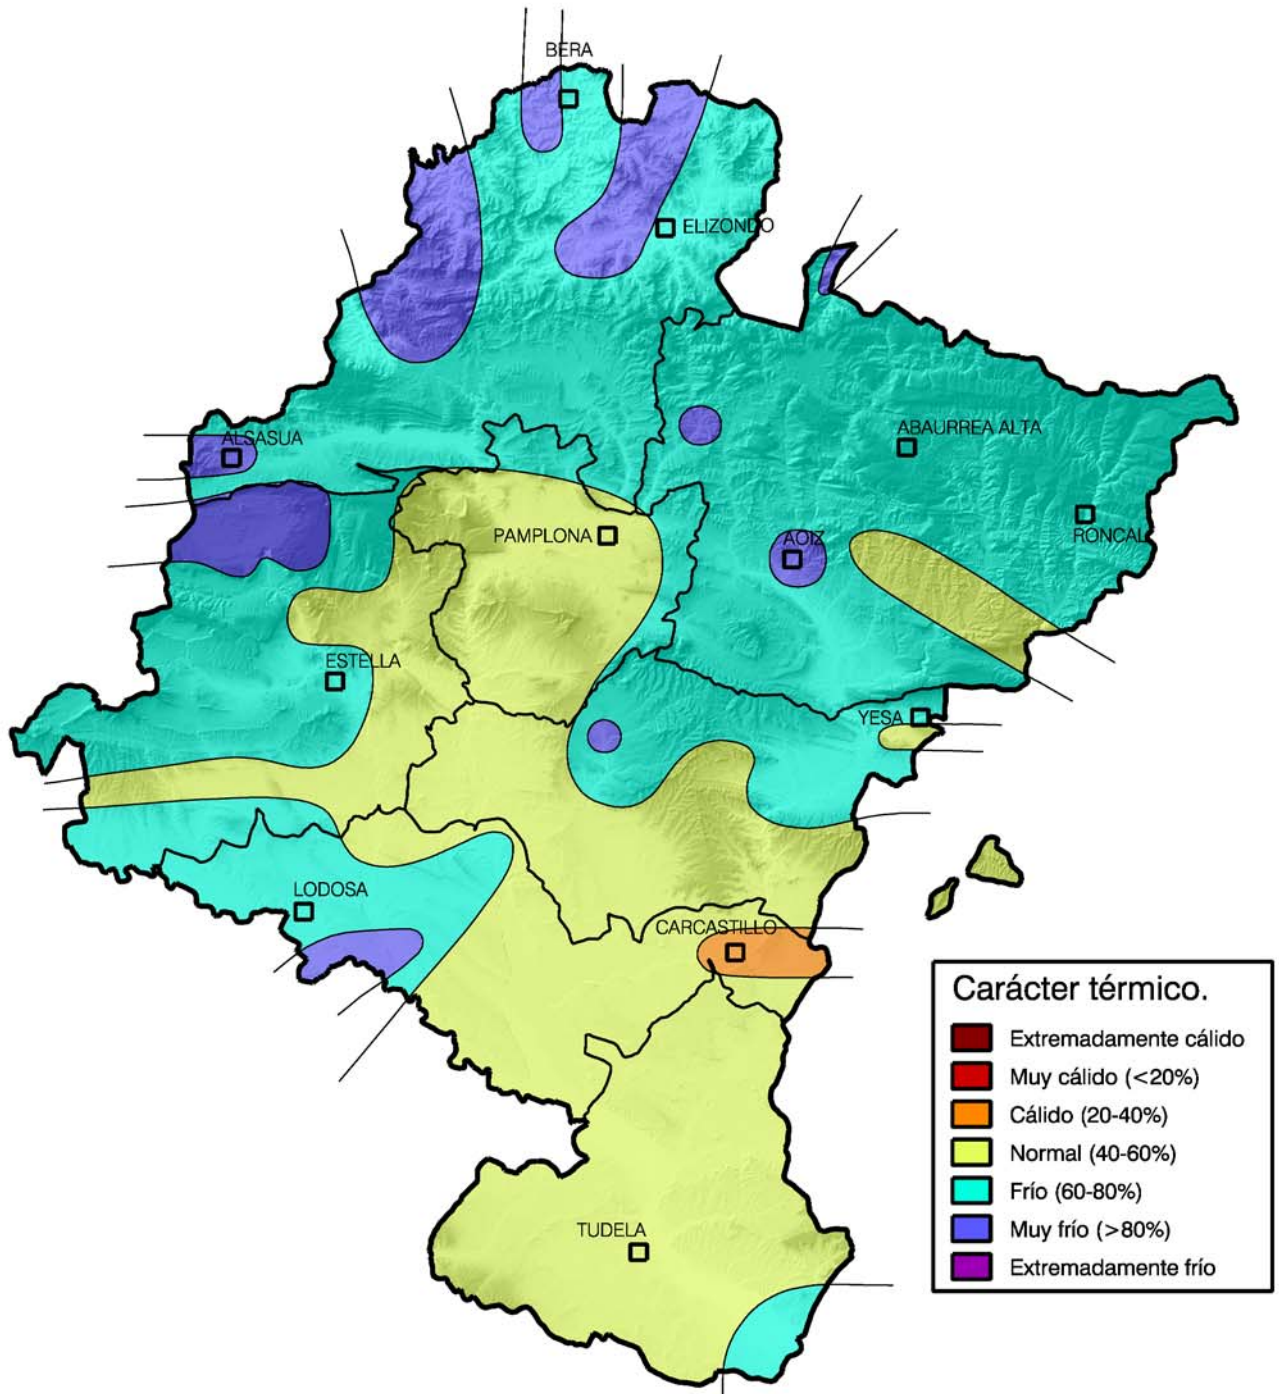 BERA
ELIZONDO
ALSASUA
ABAURREA ALTA
PAMPLONA
AOIZ
RONCAL
ESTELLA
YESA
LODOSA
CARCASTILLO
TUDELA
Carácter térmico.
Extremadamente cálido
Muy cálido (<20%)
Cálido (20-40%)
Normal (40-60%)
Frío (60-80%)
Muy frío (>80%)
Extremadamente frío